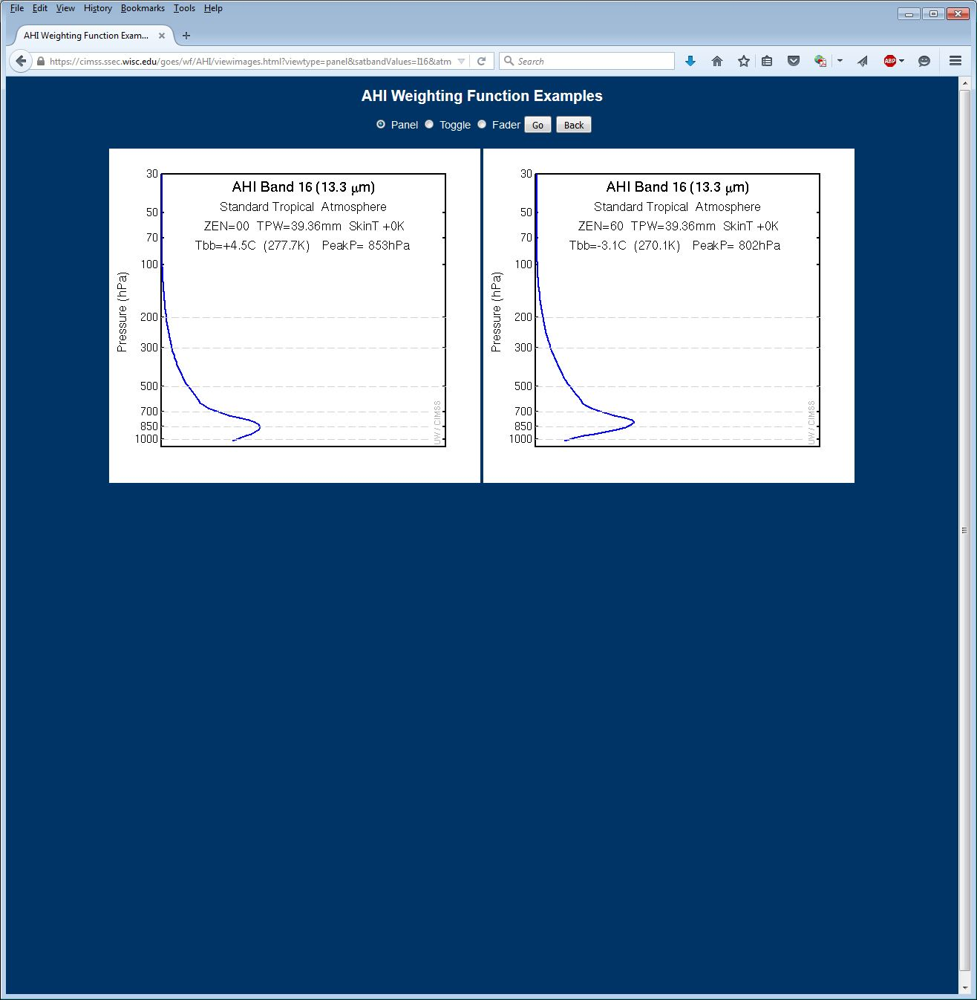 File Edit View History Bookmarks Tools Help
AHI Weighting Function Exam...
https://cimss.ssec.wisc.edu/goes/wf/AHI/viewimages.html?viewtype=panel&satbandValues=I16&atm
Search
ABP
AHI Weighting Function Examples
Panel Toggle Fader Go Back
AHI Band 16 (13.3 μm)
Standard Tropical Atmosphere
ZEN=00 TPW=39.36mm SkinT +0K
Tbb=+4.5C (277.7K) PeakP= 853hPa
Pressure (hPa)
30
50
70
100
200
300
500
700
850
1000
UW / CIMSS
AHI Band 16 (13.3 μm)
Standard Tropical Atmosphere
ZEN=60 TPW=39.36mm SkinT +0K
Tbb=-3.1C (270.1K) PeakP= 802hPa
Pressure (hPa)
30
50
70
100
200
300
500
700
850
1000
UW / CIMSS